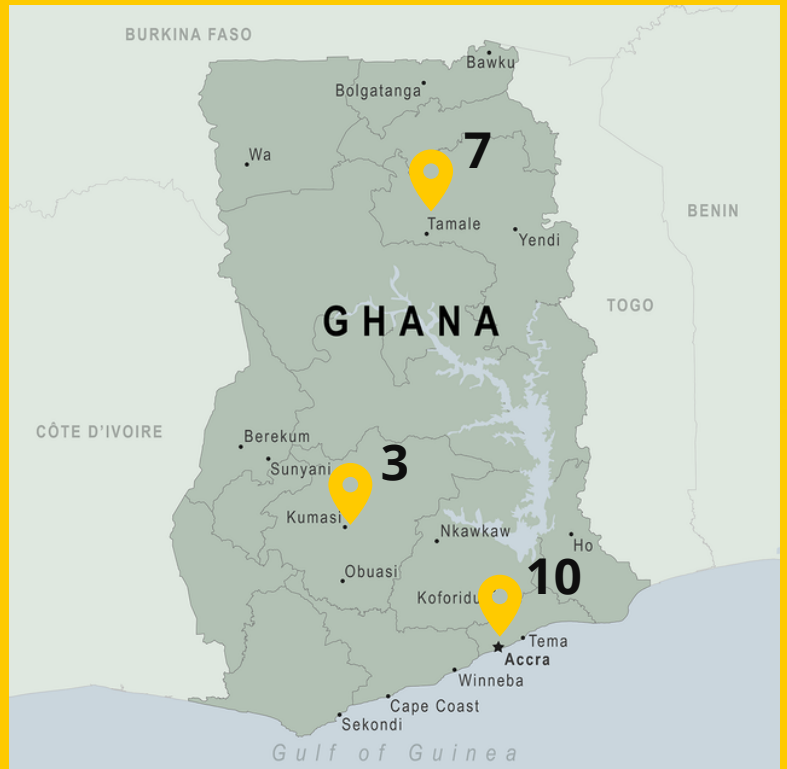 BURKINA FASO
Bawku
Bolgatanga
7
Wa
BENIN
Tamale
Yendi
TOGO
GHANA
CÔTE D'IVOIRE
Berekum
3
Sunyani
Kumasi
Nkawkaw
Ho
Obuasi
10
Koforidu
Tema
Accra
Winneba
Cape Coast
Sekondi
Gulf of Guinea